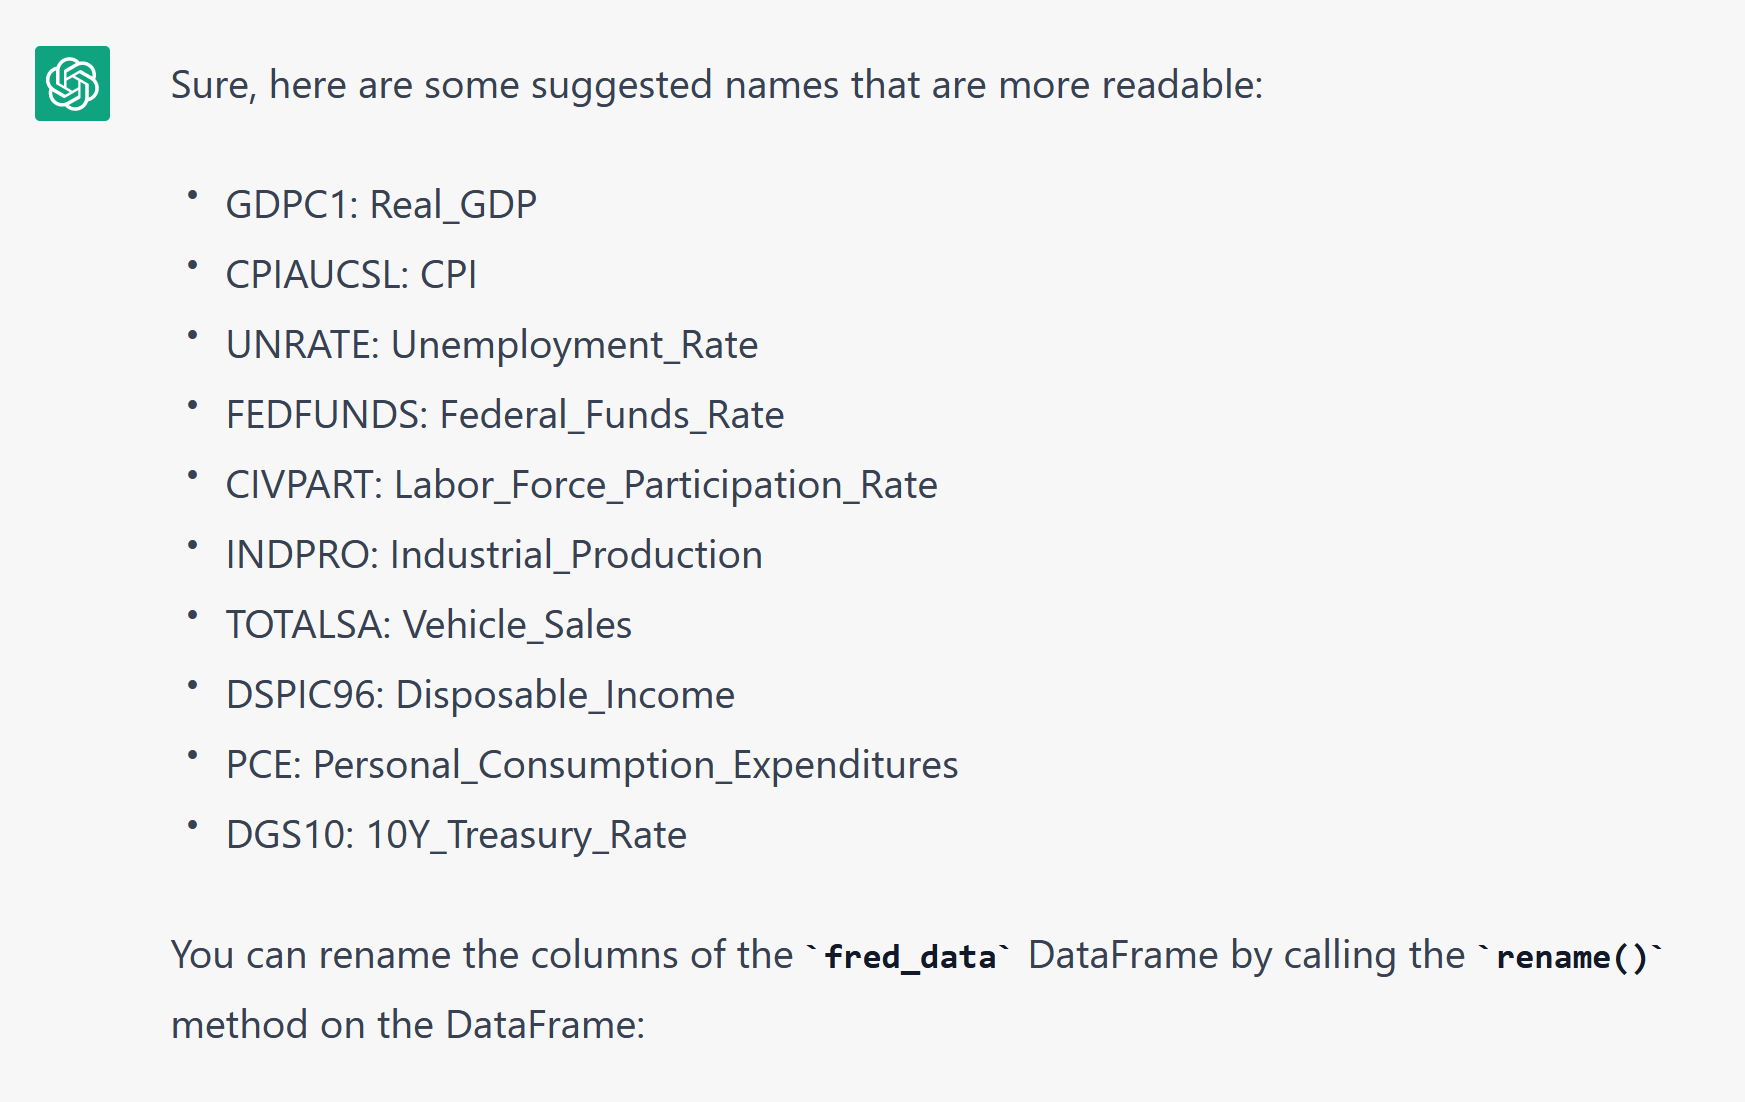 Sure, here are some suggested names that are more readable:
• GDPC1: Real_GDP
• CPIAUCSL: CPI
• UNRATE: Unemployment_Rate
• FEDFUNDS: Federal_Funds_Rate
• CIVPART: Labor_Force_Participation_Rate
• INDPRO: Industrial_Production
• TOTALSA: Vehicle_Sales
• DSPIC96: Disposable_Income
• PCE: Personal_Consumption_Expenditures
• DGS10: 10Y_Treasury_Rate
You can rename the columns of the `fred_data` DataFrame by calling the `rename()`
method on the DataFrame: